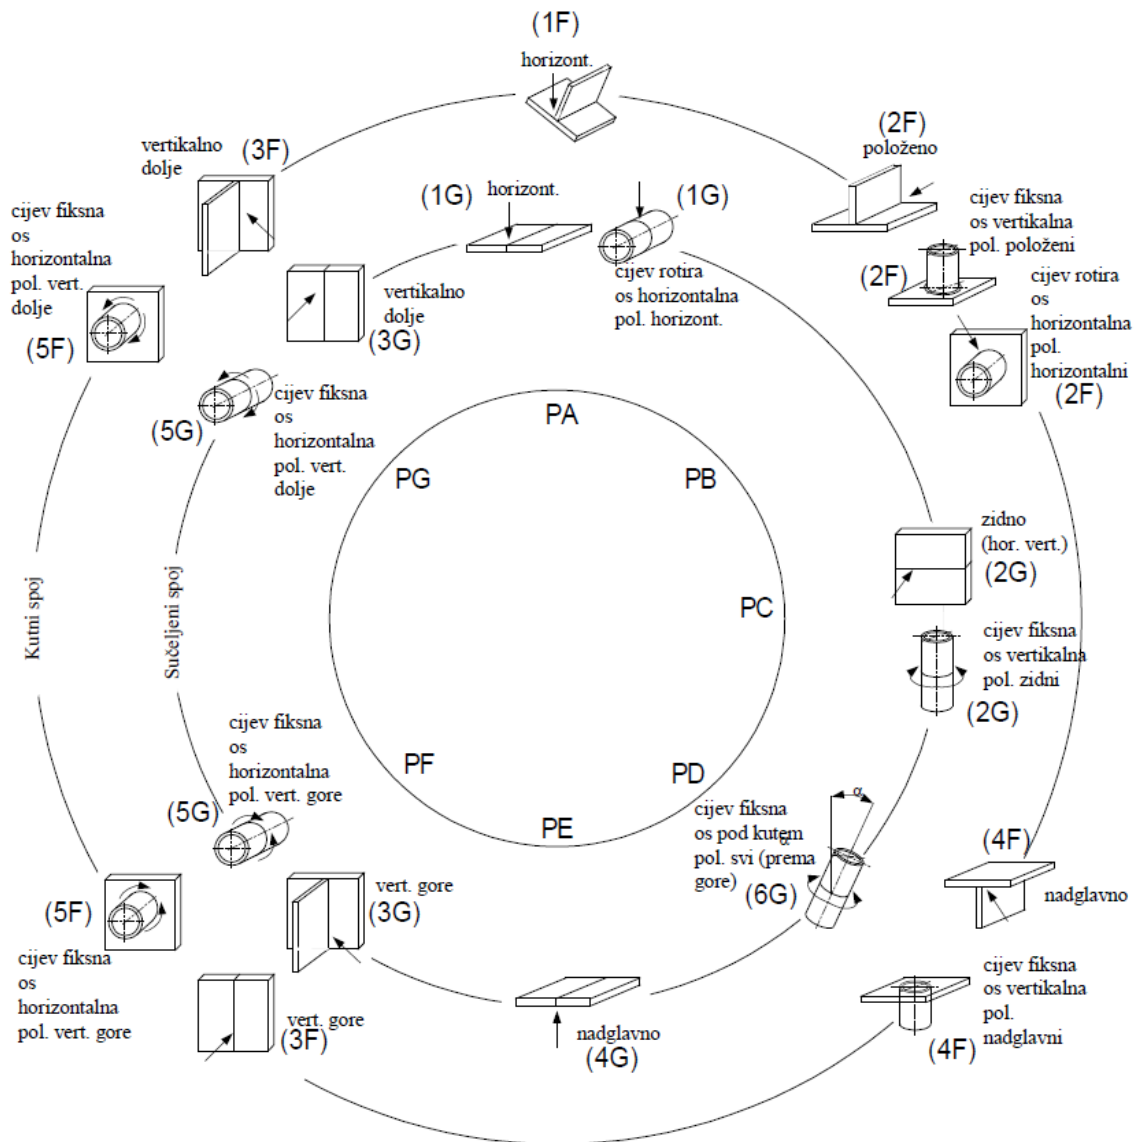 (1F)
horizont.
(2F)
položeno
vertikalno
dolje
(3F)
(1G)
horizont.
(1G)
cijev rotira
os horizontalna
pol. horizont.
cijev fiksna
os vertikalna
pol. položeni
(2F)
cijev rotira
os
horizontalna
pol.
horizontalni
(2F)
cijev fiksna
os
horizontalna
pol. vert.
dolje
(5F)
vertikalno
dolje
(3G)
(5G)
cijev fiksna
os
horizontalna
pol. vert.
dolje
PA
PG
PB
PC
PF
PD
PE
zidno
(hor. vert.)
(2G)
cijev fiksna
os vertikalna
pol. zidni
(2G)
Kutni spoj
Sučeljeni spoj
cijev fiksna
os
horizontalna
pol. vert. gore
(5G)
cijev fiksna
os pod kutem
α
pol. svi (prema
gore)
(6G)
α
(4F)
nadglavno
(5F)
cijev fiksna
os
horizontalna
pol. vert. gore
vert. gore
(3G)
vert. gore
(3F)
nadglavno
(4G)
cijev fiksna
os vertikalna
pol.
nadglavni
(4F)